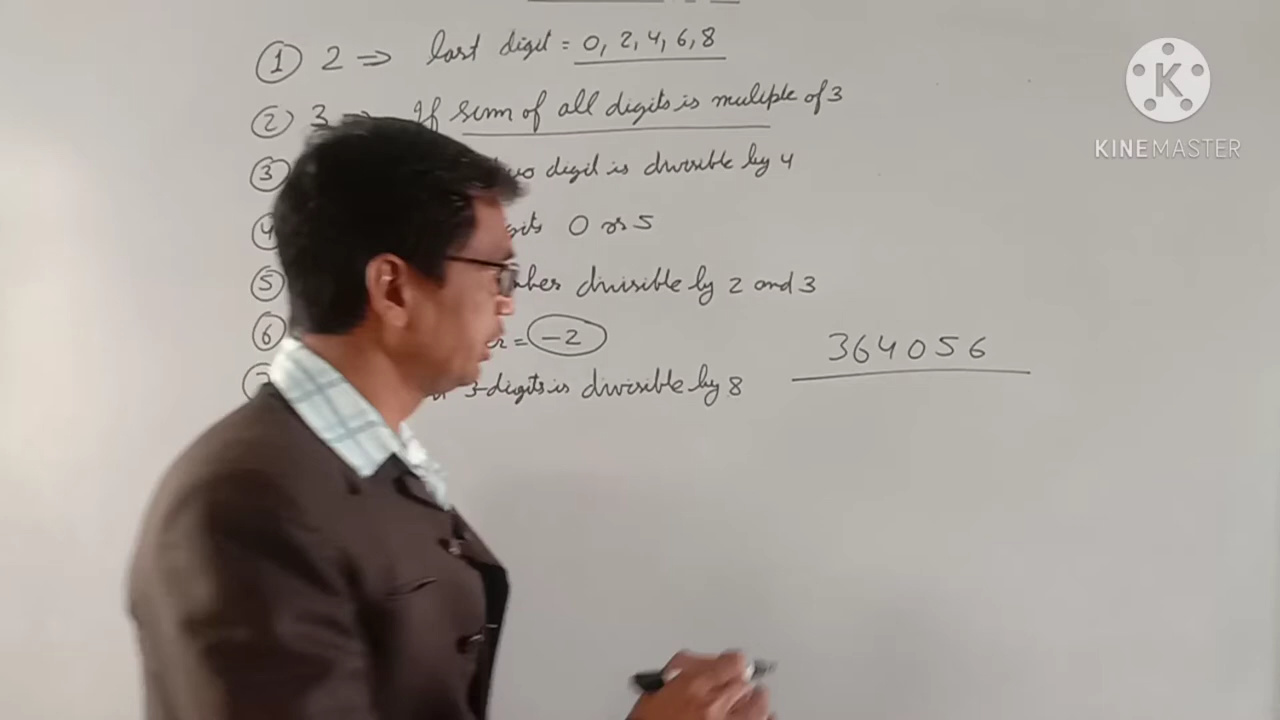 ① 2 => last digit = 0, 2, 4, 6, 8
② 3 => If sum of all digits is muliple of 3
③ digit is divisible by 4
④ 0 or 5
⑤ divisible by 2 and 3
⑥ = -2
364056
3-digits is divisible by 8
K
KINEMASTER